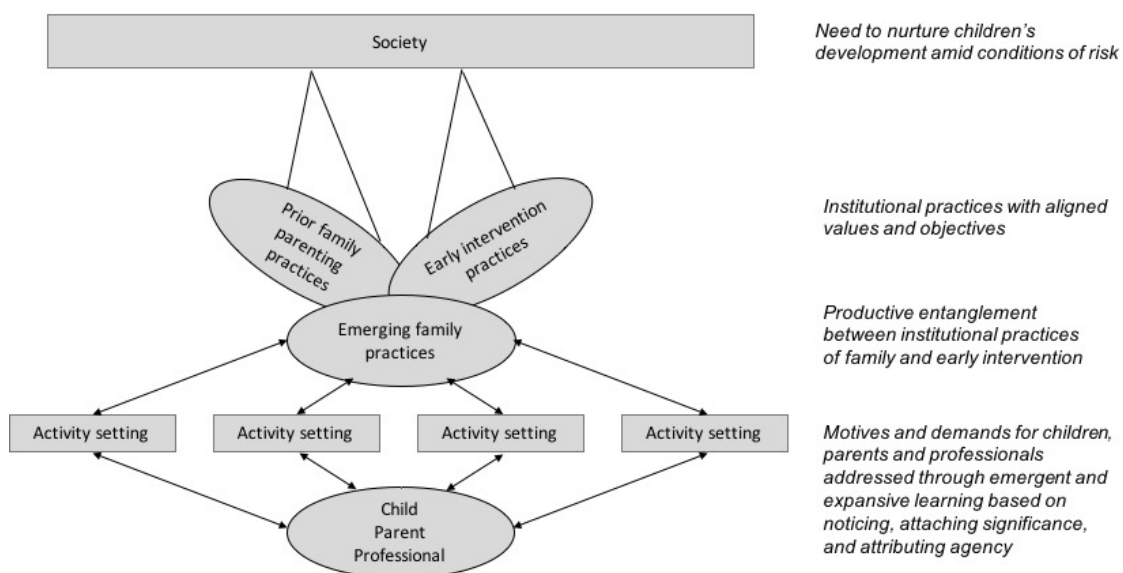 Society
Need to nurture children's
development amid conditions of risk
Prior family
parenting
practices
Early intervention
practices
Institutional practices with aligned
values and objectives
Emerging family
practices
Productive entanglement
between institutional practices
of family and early intervention
Activity setting
Activity setting
Activity setting
Activity setting
Motives and demands for children,
parents and professionals
addressed through emergent and
expansive learning based on
noticing, attaching significance,
and attributing agency
Child
Parent
Professional